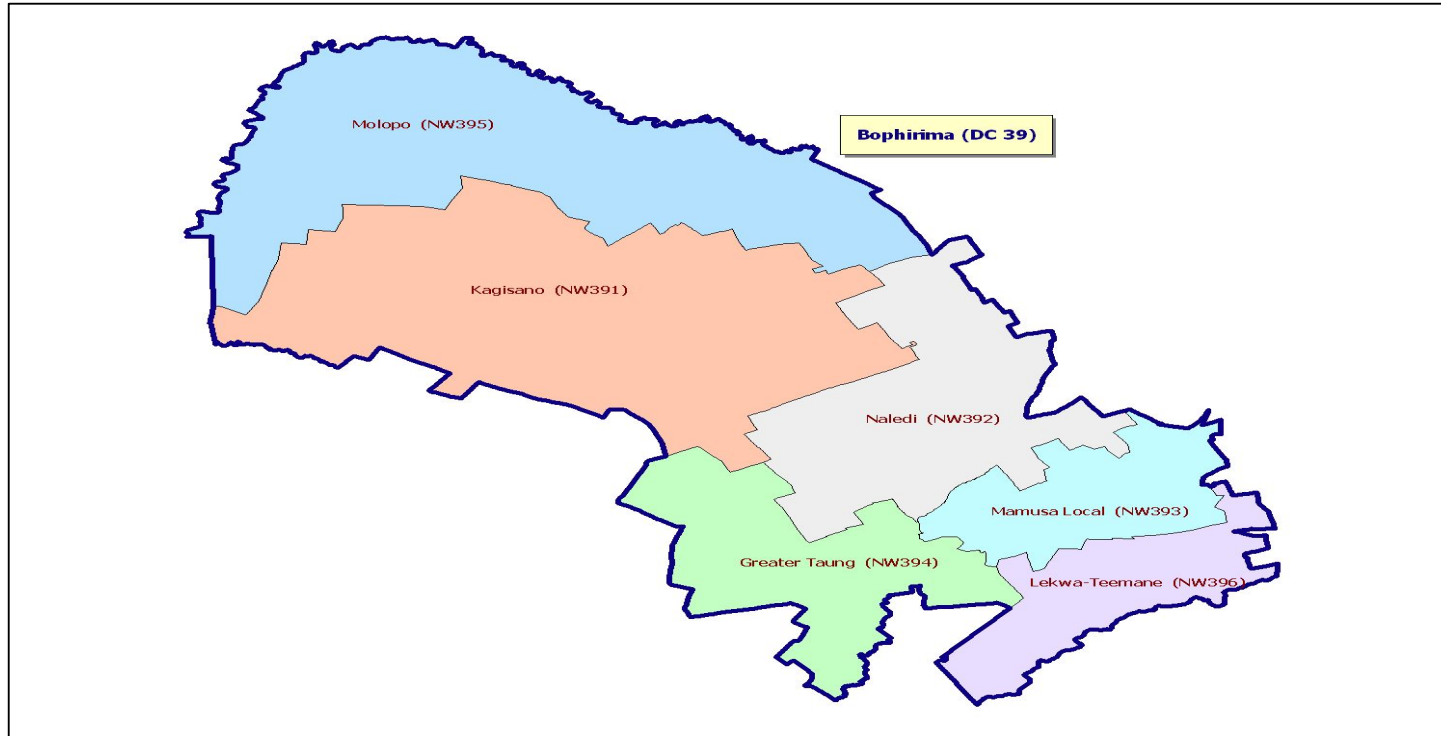 Molopo (NW395)
Bophirima (DC 39)
Kagisano (NW391)
Naledi (NW392)
Mamusa Local (NW393)
Greater Taung (NW394)
Lekwa-Teemane (NW396)